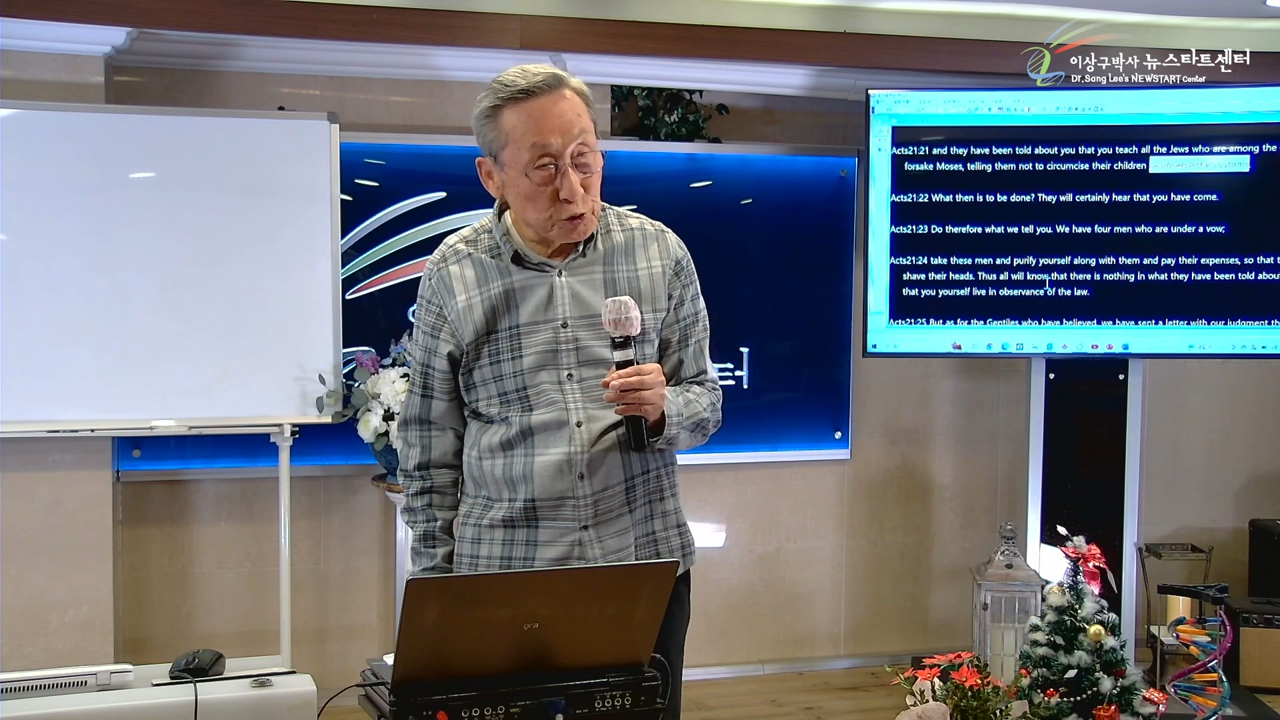 이상구박사 뉴스타트센터
Dr. Sang Lee's NEWSTART Center
Acts21:21 and they have been told about you that you teach all the Jews who are among the
forsake Moses, telling them not to circumcise their children
Acts21:22 What then is to be done? They will certainly hear that you have come.
Acts21:23 Do therefore what we tell you. We have four men who are under a vow;
Acts21:24 take these men and purify yourself along with them and pay their expenses, so that
shave their heads. Thus all will know that there is nothing in what they have been told about
that you yourself live in observance of the law.
Acts21:25 But as for the Gentiles who have believed, we have sent a letter with our judgment
gram